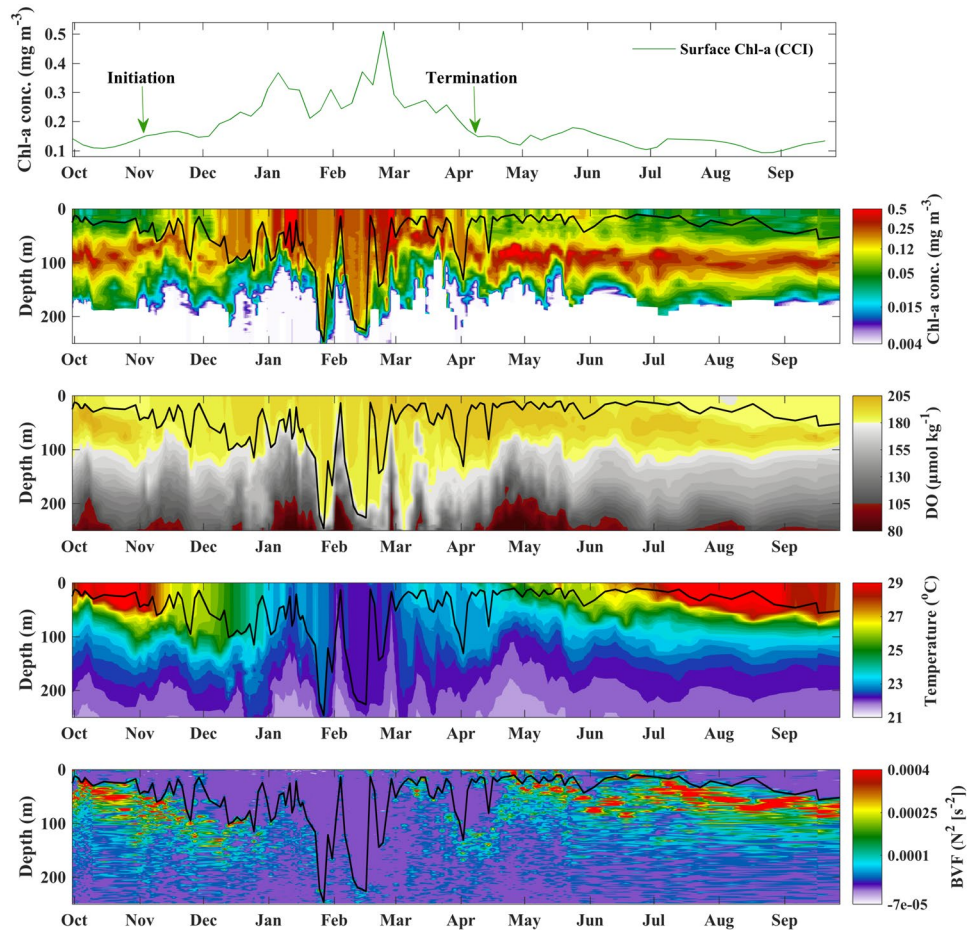 Chl-a conc. (mg m-3)
0.5
0.4
0.3
0.2
0.1
Surface Chl-a (CCI)
Initiation
Termination
Oct Nov Dec Jan Feb Mar Apr May Jun Jul Aug Sep
Depth (m)
0
100
200
Oct Nov Dec Jan Feb Mar Apr May Jun Jul Aug Sep
0.5
0.25
0.12
0.05
0.015
0.004
Chl-a conc. (mg m-3)
Depth (m)
0
100
200
Oct Nov Dec Jan Feb Mar Apr May Jun Jul Aug Sep
205
180
155
130
105
80
DO (µmol kg-1)
Depth (m)
0
100
200
Oct Nov Dec Jan Feb Mar Apr May Jun Jul Aug Sep
29
27
25
23
22
21
Temperature (°C)
Depth (m)
0
100
200
Oct Nov Dec Jan Feb Mar Apr May Jun Jul Aug Sep
0.0004
0.00025
0.0001
-7e-05
BVF (N2 [s-2])